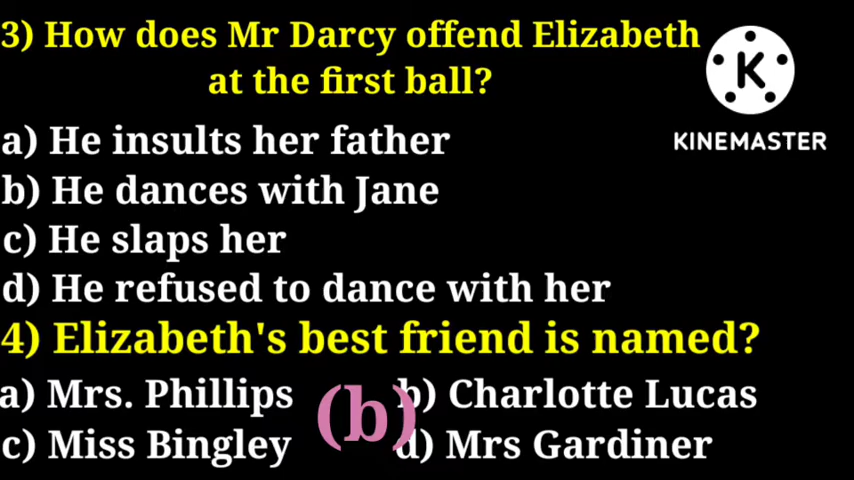 3) How does Mr Darcy offend Elizabeth
at the first ball?
KINEMASTER
a) He insults her father
b) He dances with Jane
c) He slaps her
d) He refused to dance with her
4) Elizabeth's best friend is named?
a) Mrs. Phillips b) Charlotte Lucas
(b)
c) Miss Bingley d) Mrs Gardiner